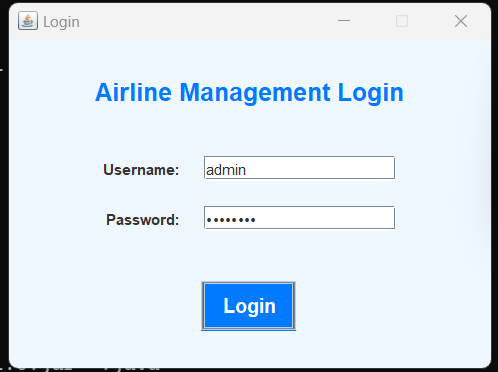 Login
Airline Management Login
Username: admin
Password: ••••••••
Login